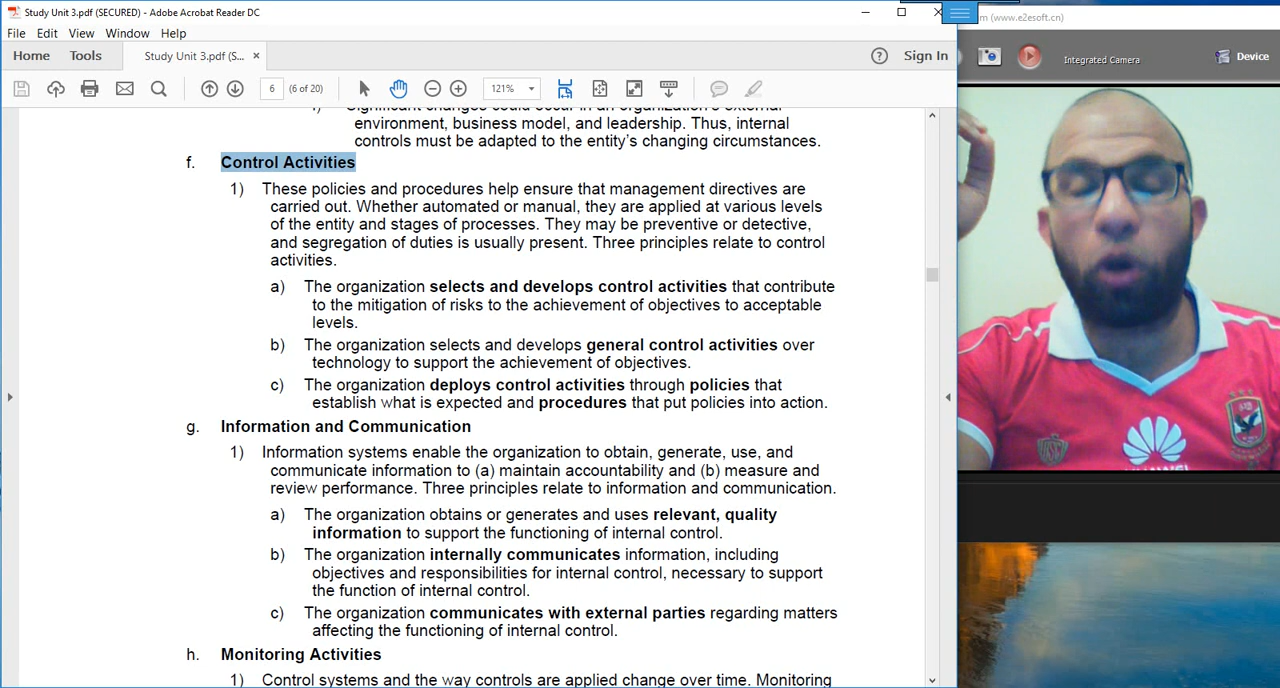 Study Unit 3.pdf (SECURED) - Adobe Acrobat Reader DC
m (www.e2esoft.cn)
File Edit View Window Help
Home Tools Study Unit 3.pdf (S... × Sign In
Integrated Camera Device
6 (6 of 20) 121%
i) Significant changes could occur in an organization's external
environment, business model, and leadership. Thus, internal
controls must be adapted to the entity's changing circumstances.
f. Control Activities
1) These policies and procedures help ensure that management directives are
carried out. Whether automated or manual, they are applied at various levels
of the entity and stages of processes. They may be preventive or detective,
and segregation of duties is usually present. Three principles relate to control
activities.
a) The organization selects and develops control activities that contribute
to the mitigation of risks to the achievement of objectives to acceptable
levels.
b) The organization selects and develops general control activities over
technology to support the achievement of objectives.
c) The organization deploys control activities through policies that
establish what is expected and procedures that put policies into action.
g. Information and Communication
1) Information systems enable the organization to obtain, generate, use, and
communicate information to (a) maintain accountability and (b) measure and
review performance. Three principles relate to information and communication.
a) The organization obtains or generates and uses relevant, quality
information to support the functioning of internal control.
b) The organization internally communicates information, including
objectives and responsibilities for internal control, necessary to support
the function of internal control.
c) The organization communicates with external parties regarding matters
affecting the functioning of internal control.
h. Monitoring Activities
1) Control systems and the way controls are applied change over time. Monitoring